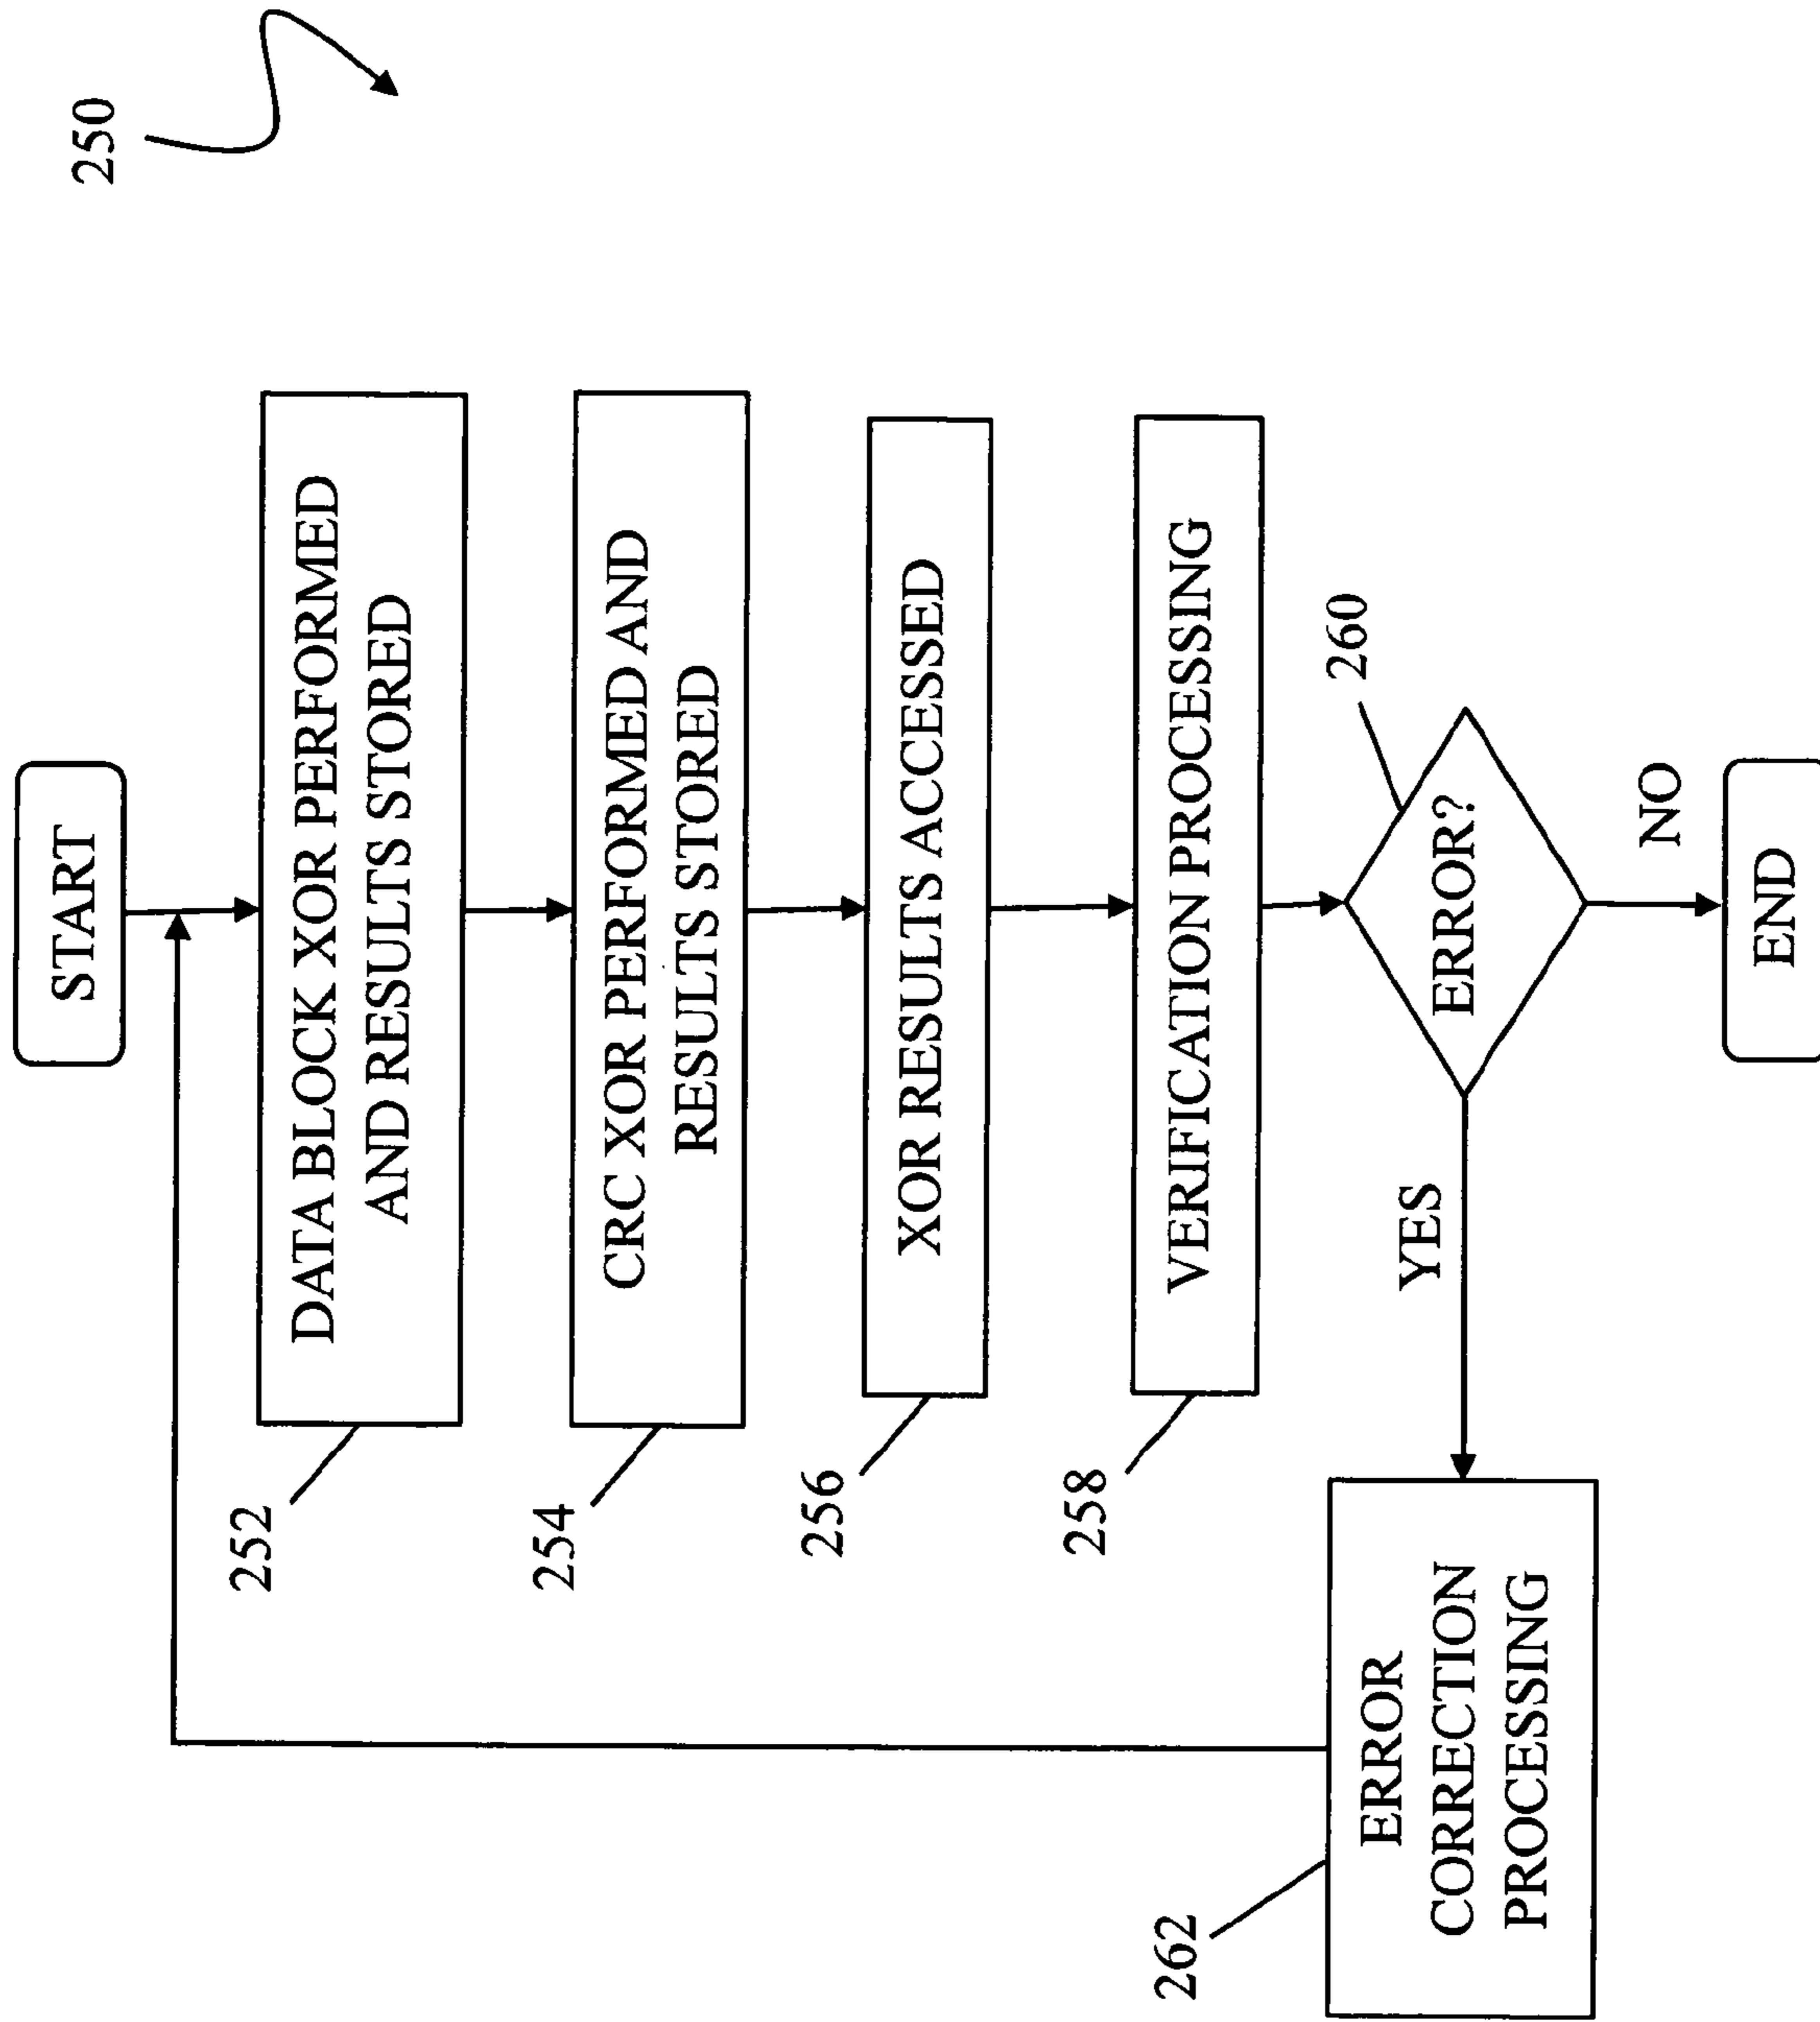 250
START
252
DATA BLOCK XOR PERFORMED
AND RESULTS STORED
254
CRC XOR PERFORMED AND
RESULTS STORED
256
XOR RESULTS ACCESSED
258
VERIFICATION PROCESSING
260
ERROR?
YES
NO
262
ERROR
CORRECTION
PROCESSING
END